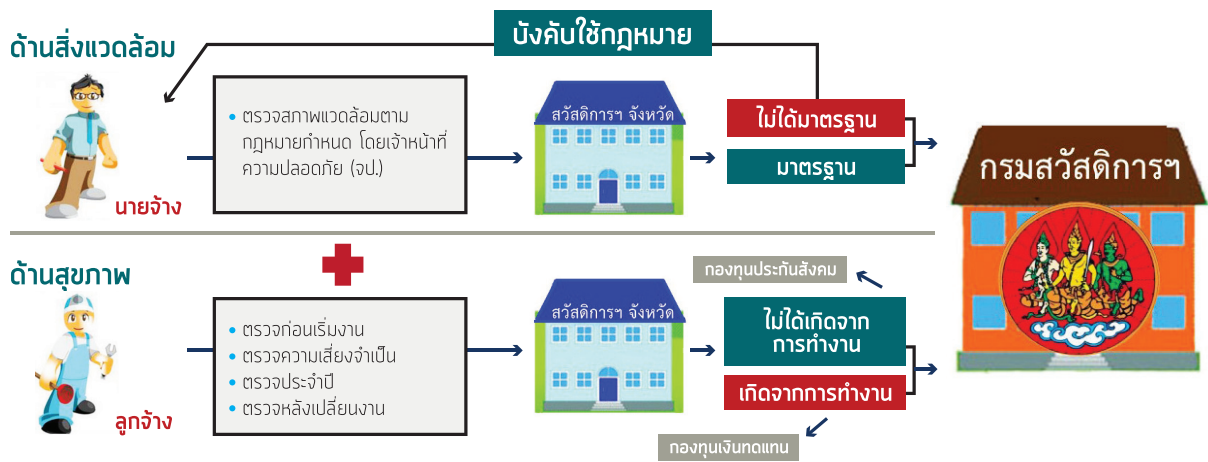 บังคับใช้กฎหมาย
ด้านสิ่งแวดล้อม
• ตรวจสภาพแวดล้อมตาม
กฎหมายกำหนด โดยเจ้าหน้าที่
ความปลอดภัย (จป.)
นายจ้าง
สวัสดิการฯ จังหวัด
ไม่ได้มาตรฐาน
มาตรฐาน
กรมสวัสดิการฯ
ด้านสุขภาพ
• ตรวจก่อนเริ่มงาน
• ตรวจความเสี่ยงจำเป็น
• ตรวจประจำปี
• ตรวจหลังเปลี่ยนงาน
ลูกจ้าง
สวัสดิการฯ จังหวัด
กองทุนประกันสังคม
ไม่ได้เกิดจาก
การทำงาน
เกิดจากการทำงาน
กองทุนเงินทดแทน